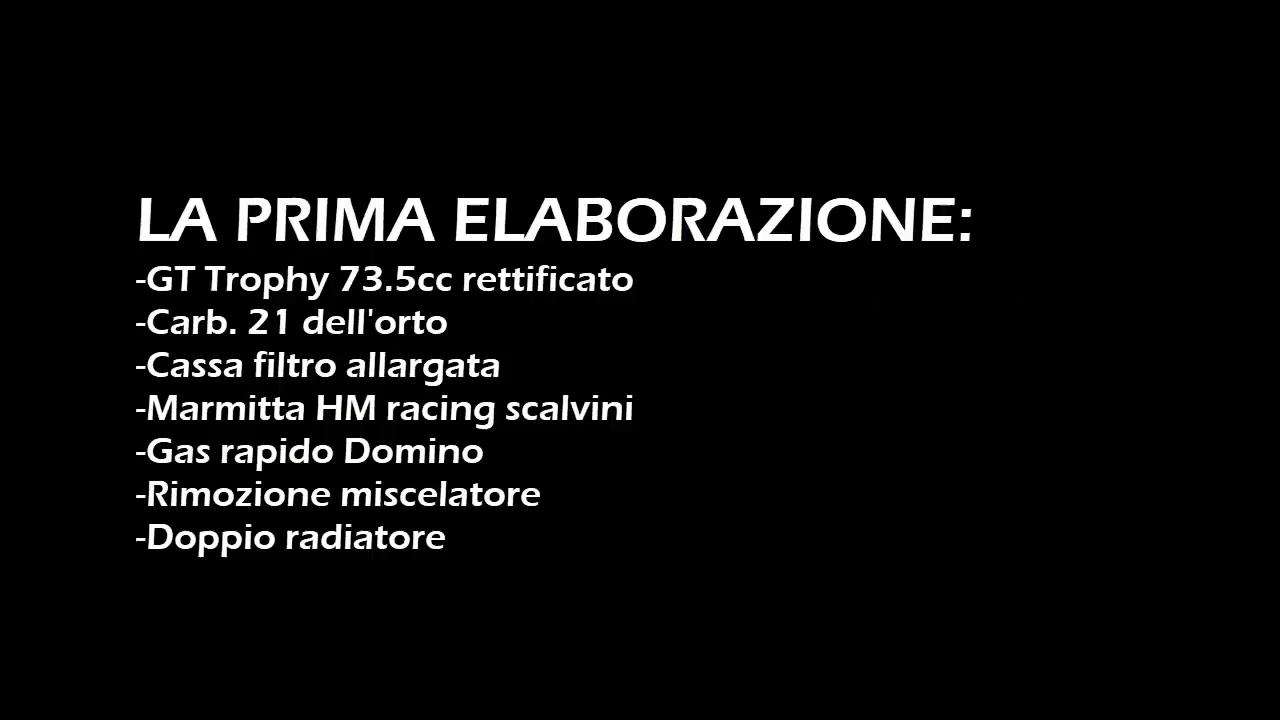 LA PRIMA ELABORAZIONE:
-GT Trophy 73.5cc rettificato
-Carb. 21 dell'orto
-Cassa filtro allargata
-Marmitta HM racing scalvini
-Gas rapido Domino
-Rimozione miscelatore
-Doppio radiatore